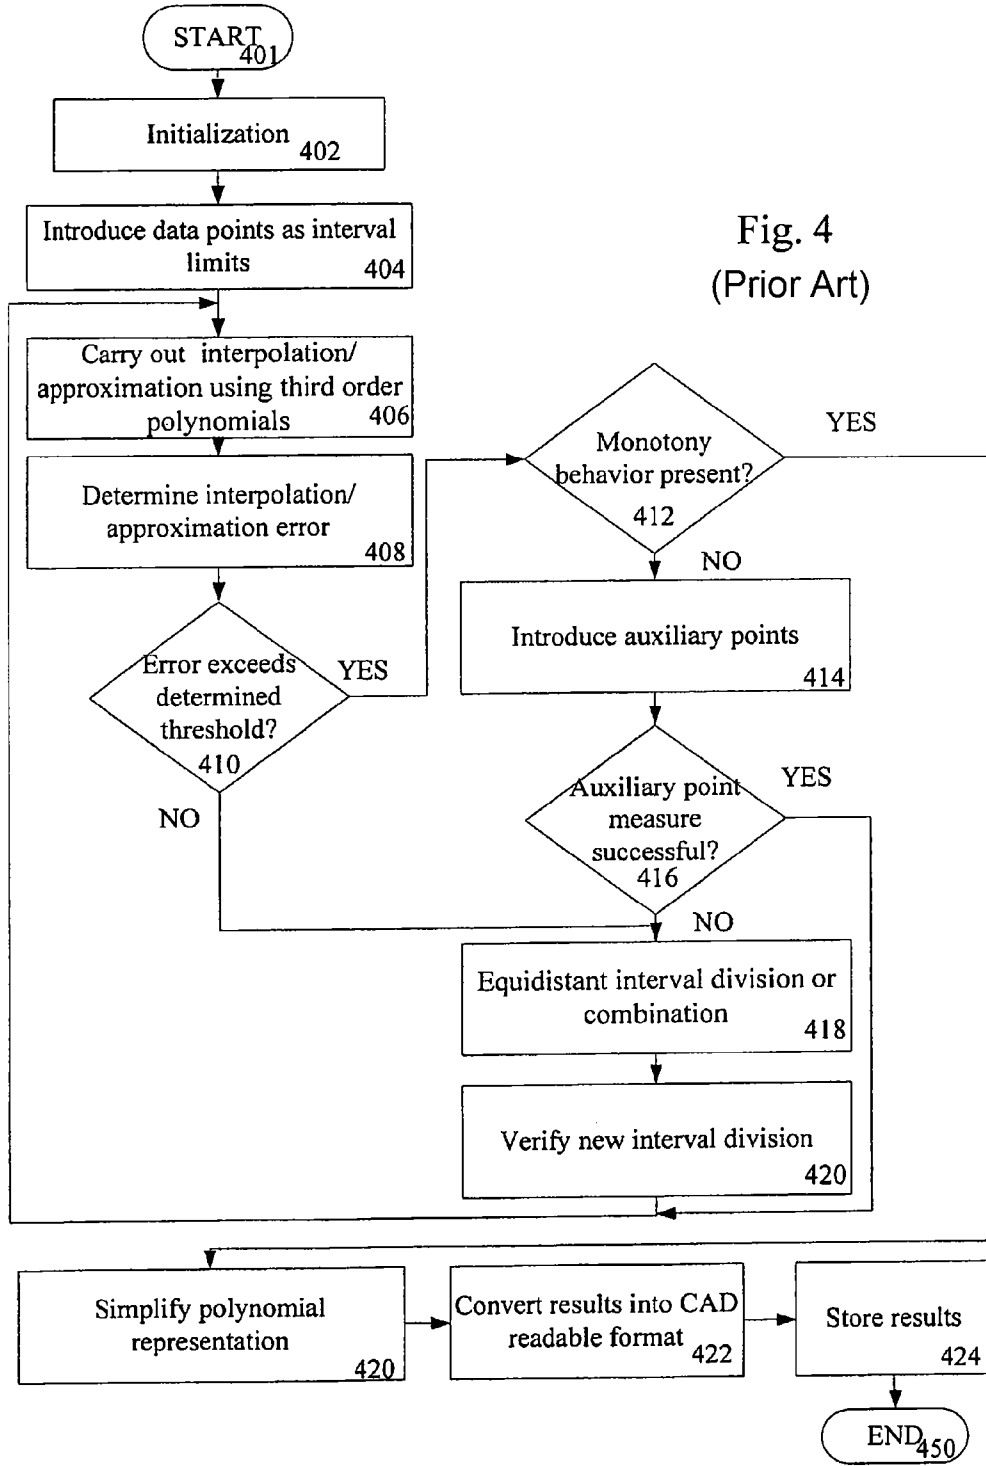 START
401
Initialization
402
Introduce data points as interval
limits
404
Fig. 4
(Prior Art)
Carry out interpolation/
approximation using third order
polynomials
406
Determine interpolation/
approximation error
408
Error exceeds
determined
threshold?
410
YES
NO
Monotony
behavior present?
412
YES
NO
Introduce auxiliary points
414
Auxiliary point
measure
successful?
416
YES
NO
Equidistant interval division or
combination
418
Verify new interval division
420
Simplify polynomial
representation
420
Convert results into CAD
readable format
422
Store results
424
END
450